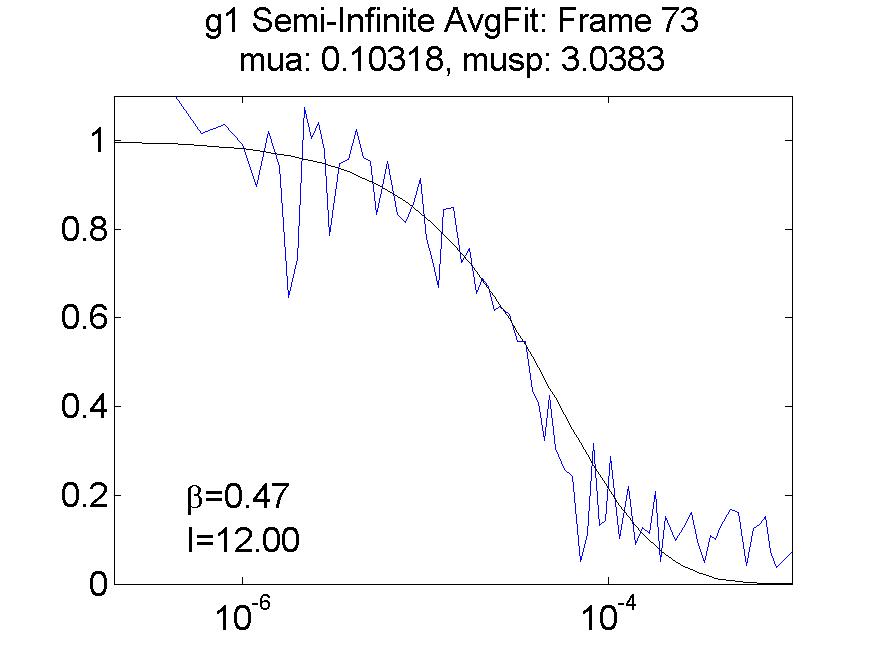 g1 Semi-Infinite AvgFit: Frame 73
mua: 0.10318, musp: 3.0383
1
0.8
0.6
0.4
0.2
0
β=0.47
I=12.00
10^-6
10^-4